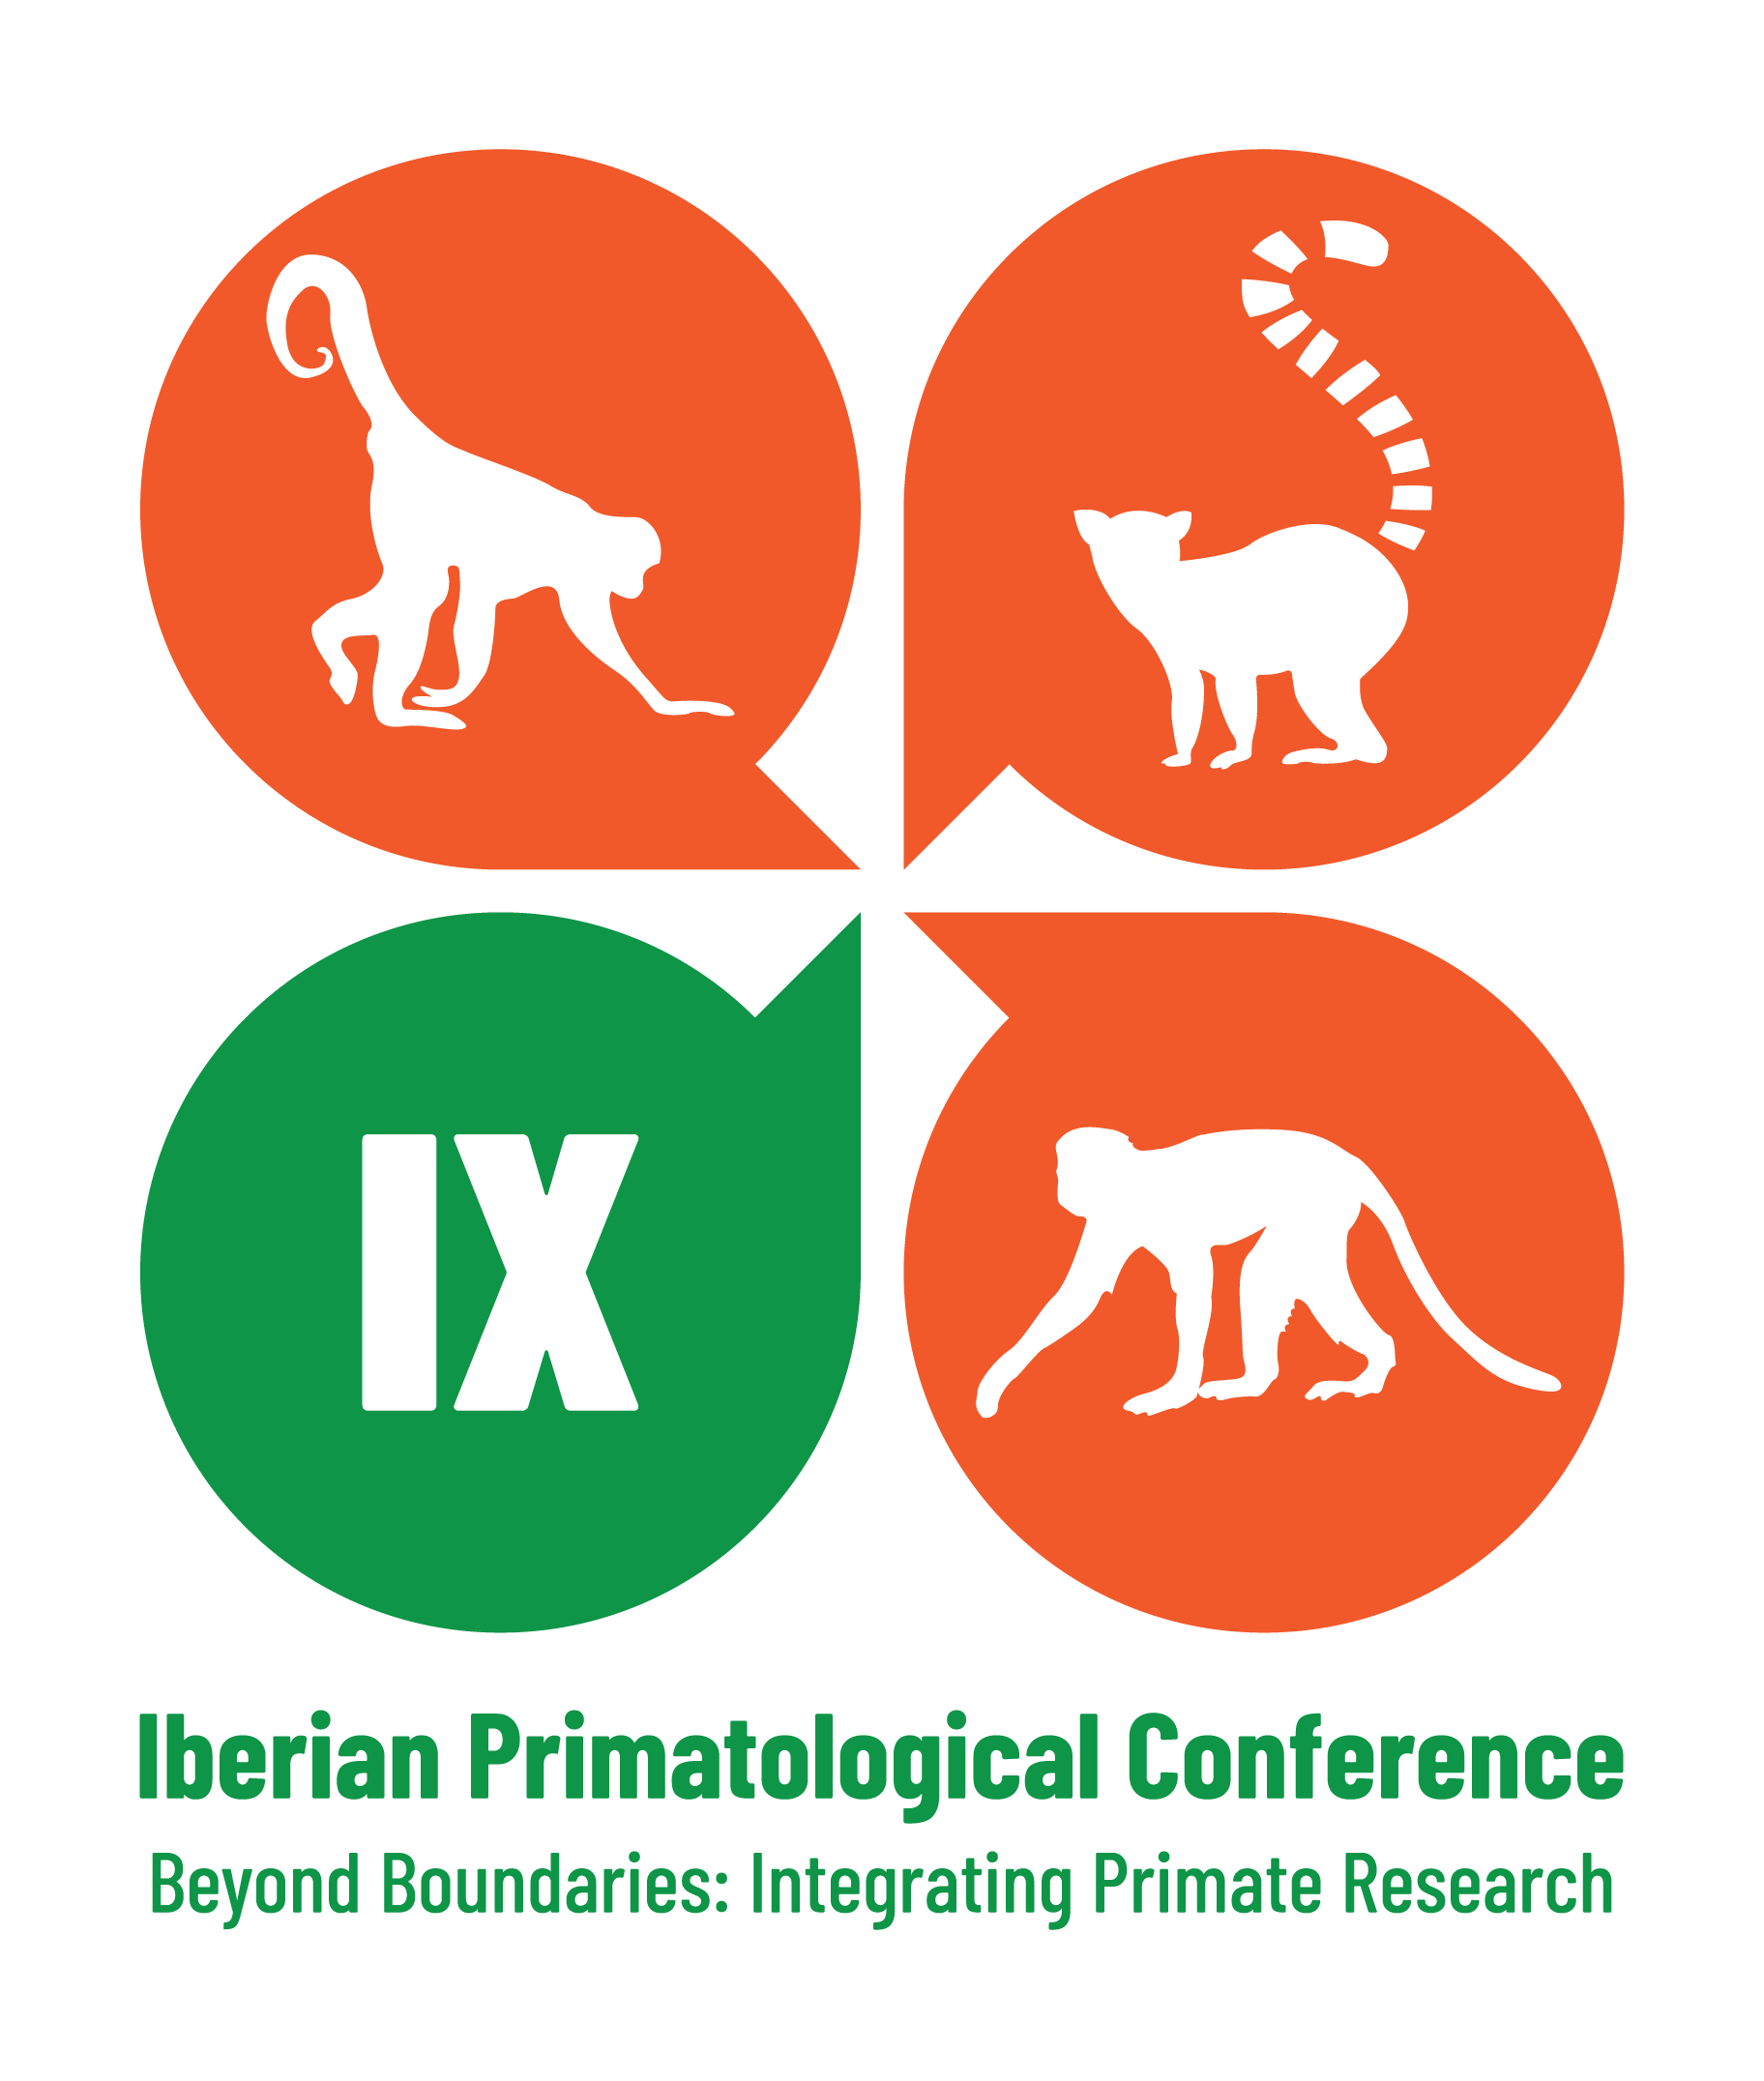 IX
Iberian Primatological Conference
Beyond Boundaries: Integrating Primate Research